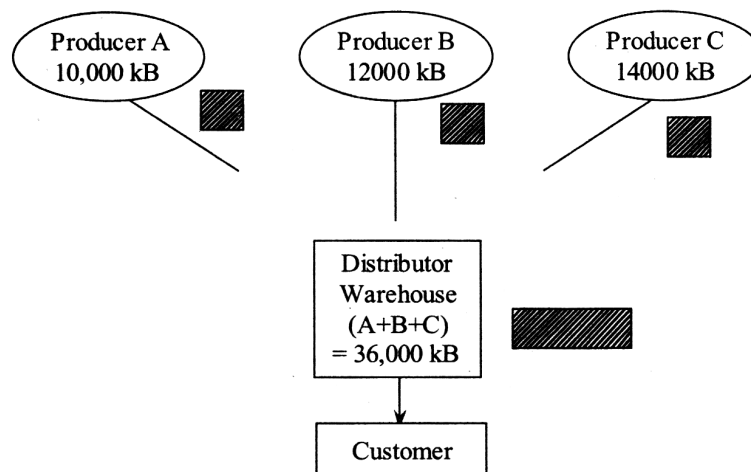 Producer A
10,000 kB
Producer B
12000 kB
Producer C
14000 kB
Distributor
Warehouse
(A+B+C)
= 36,000 kB
Customer